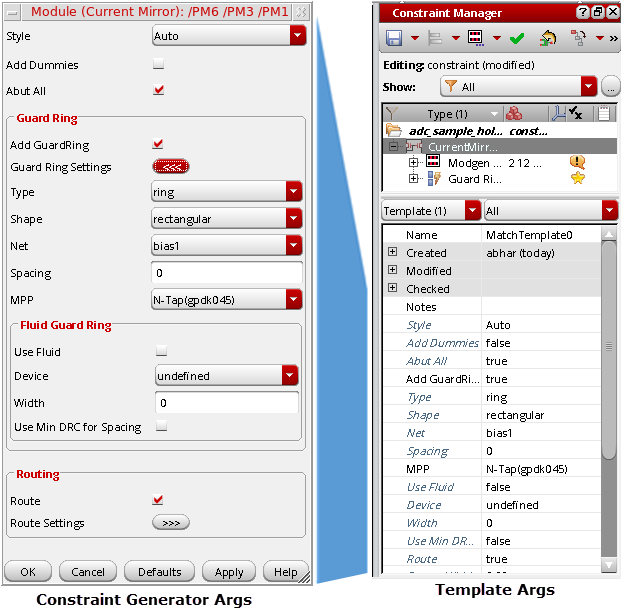 Module (Current Mirror): /PM6 /PM3 /PM1
Style Auto
Add Dummies
Abut All
Guard Ring
Add GuardRing
Guard Ring Settings <<<
Type ring
Shape rectangular
Net bias1
Spacing 0
MPP N-Tap(gpdk045)
Fluid Guard Ring
Use Fluid
Device undefined
Width 0
Use Min DRC for Spacing
Routing
Route
Route Settings >>>
OK Cancel Defaults Apply Help
Constraint Generator Args
Constraint Manager
Editing: constraint (modified)
Show: All ...
Type (1)
adc_sample_hol... const...
CurrentMirr...
Modgen ... 2 12 ...
Guard Ri...
Template (1) All
Name MatchTemplate0
Created abhar (today)
Modified
Checked
Notes
Style Auto
Add Dummies false
Abut All true
Add GuardRi... true
Type ring
Shape rectangular
Net bias1
Spacing 0
MPP N-Tap(gpdk045)
Use Fluid false
Device undefined
Width 0
Use Min DR... false
Route true
Template Args